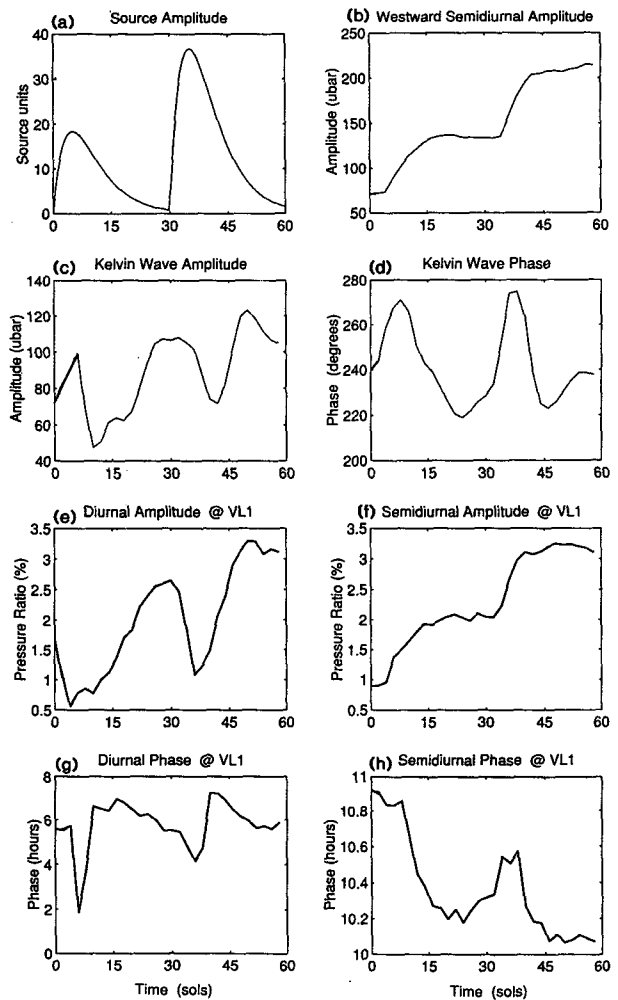 (a) Source Amplitude
40
30
20
10
0
Source units
0 15 30 45 60
(b) Westward Semidiurnal Amplitude
250
200
150
100
50
Amplitude (ubar)
0 15 30 45 60
(c) Kelvin Wave Amplitude
140
120
100
80
60
40
Amplitude (ubar)
0 15 30 45 60
(d) Kelvin Wave Phase
280
260
240
220
200
Phase (degrees)
0 15 30 45 60
(e) Diurnal Amplitude @ VL1
3.5
3
2.5
2
1.5
1
0.5
Pressure Ratio (%)
0 15 30 45 60
(f) Semidiurnal Amplitude @ VL1
3.5
3
2.5
2
1.5
1
0.5
Pressure Ratio (%)
0 15 30 45 60
(g) Diurnal Phase @ VL1
8
6
4
2
0
Phase (hours)
0 15 30 45 60
Time (sols)
(h) Semidiurnal Phase @ VL1
11
10.8
10.6
10.4
10.2
10
Phase (hours)
0 15 30 45 60
Time (sols)